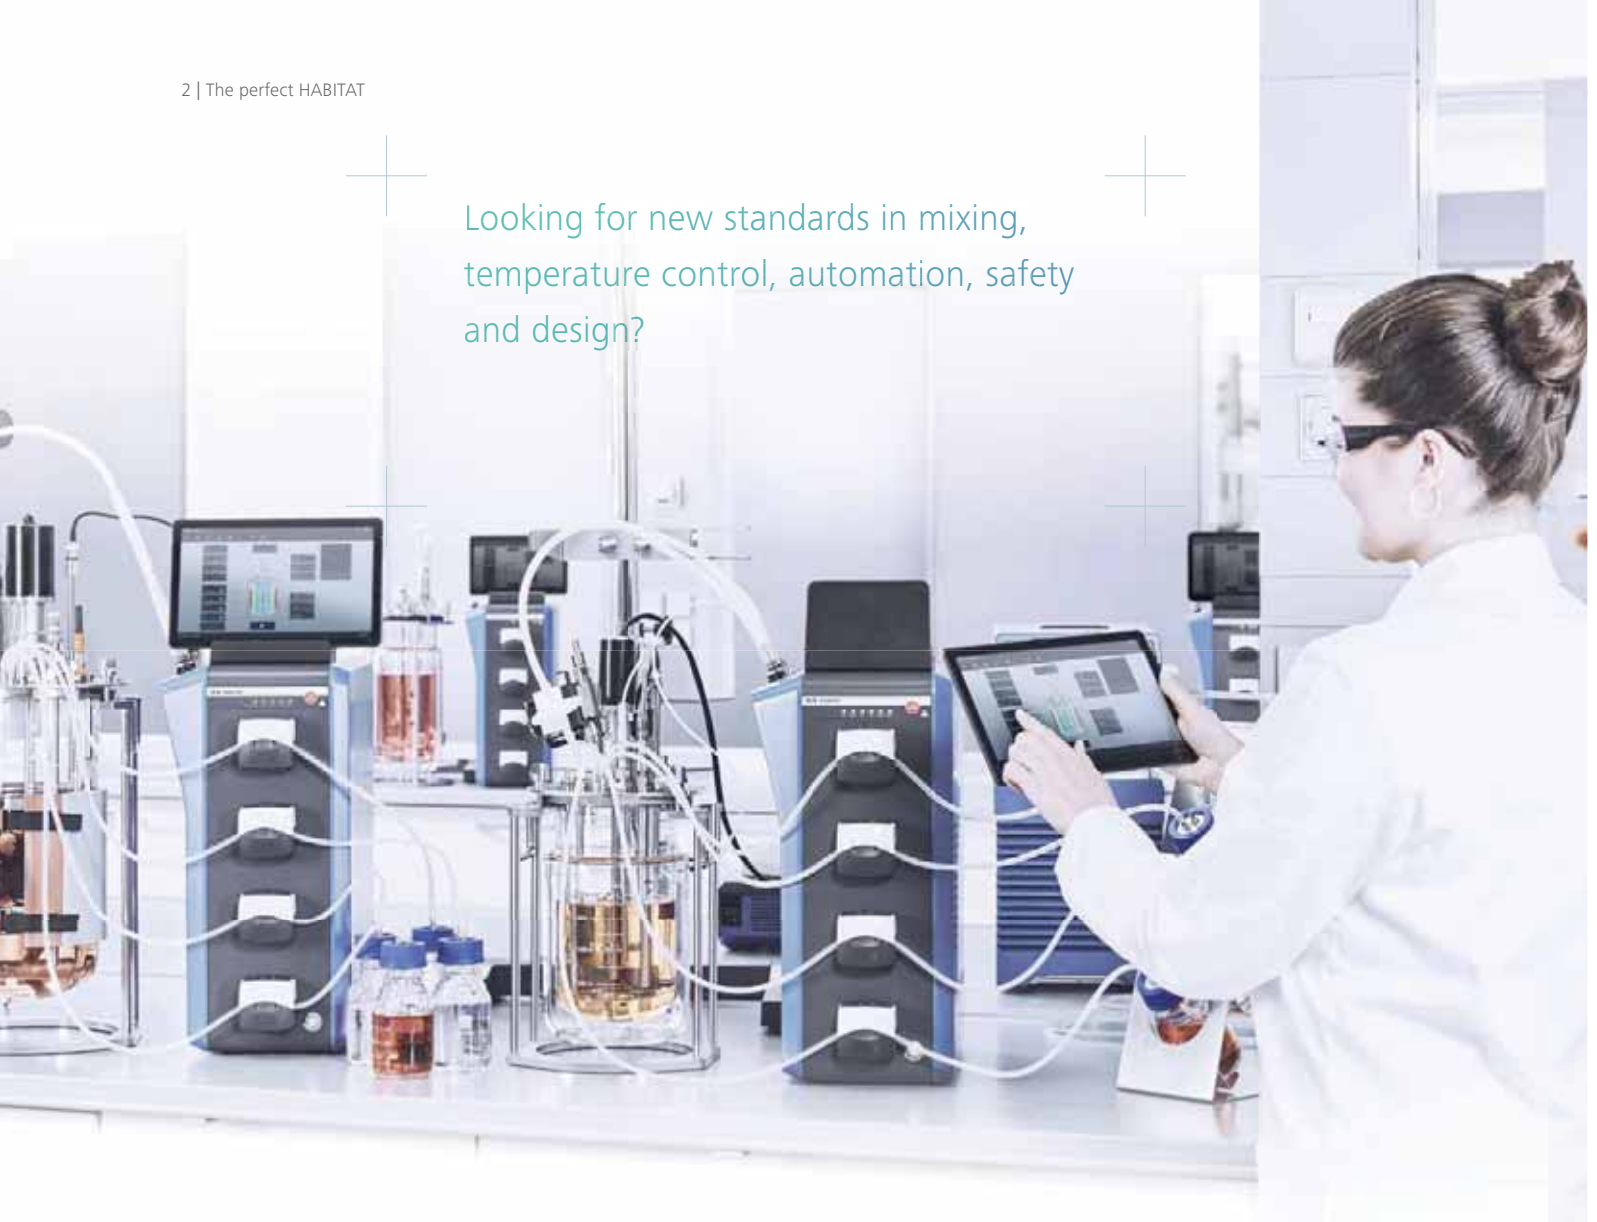 2 | The perfect HABITAT
Looking for new standards in mixing,
temperature control, automation, safety
and design?